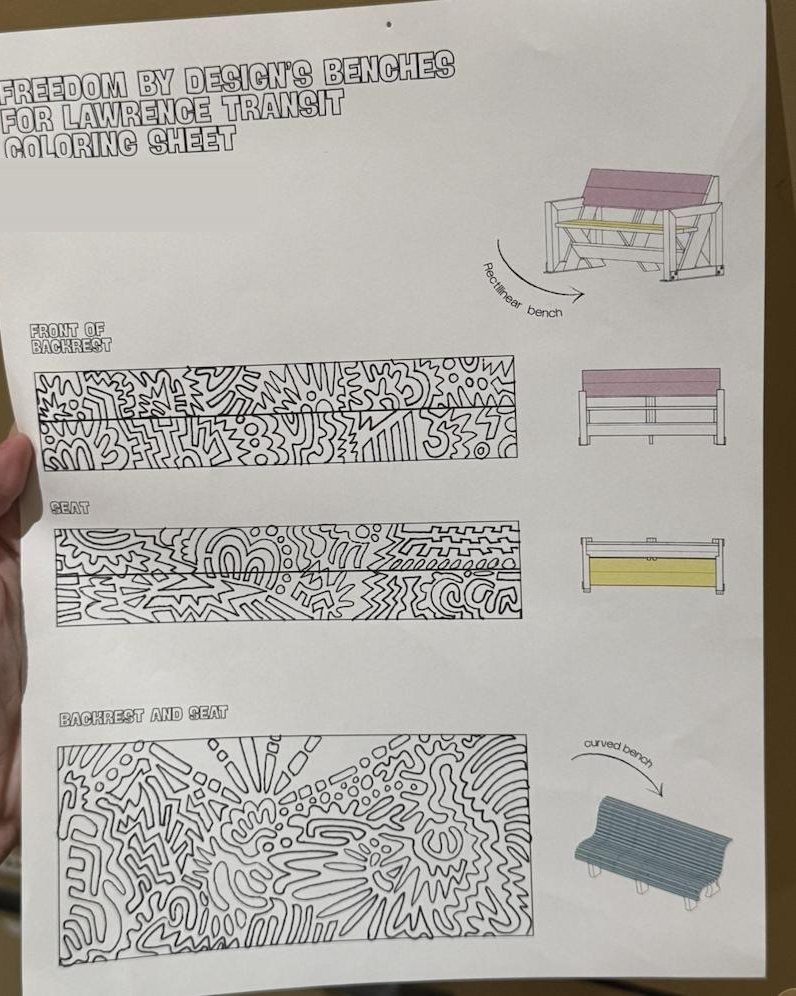 FREEDOM BY DESIGN'S BENCHES
FOR LAWRENCE TRANSIT
COLORING SHEET
Rectilinear bench
FRONT OF
BACKREST
SEAT
BACKREST AND SEAT
curved bench